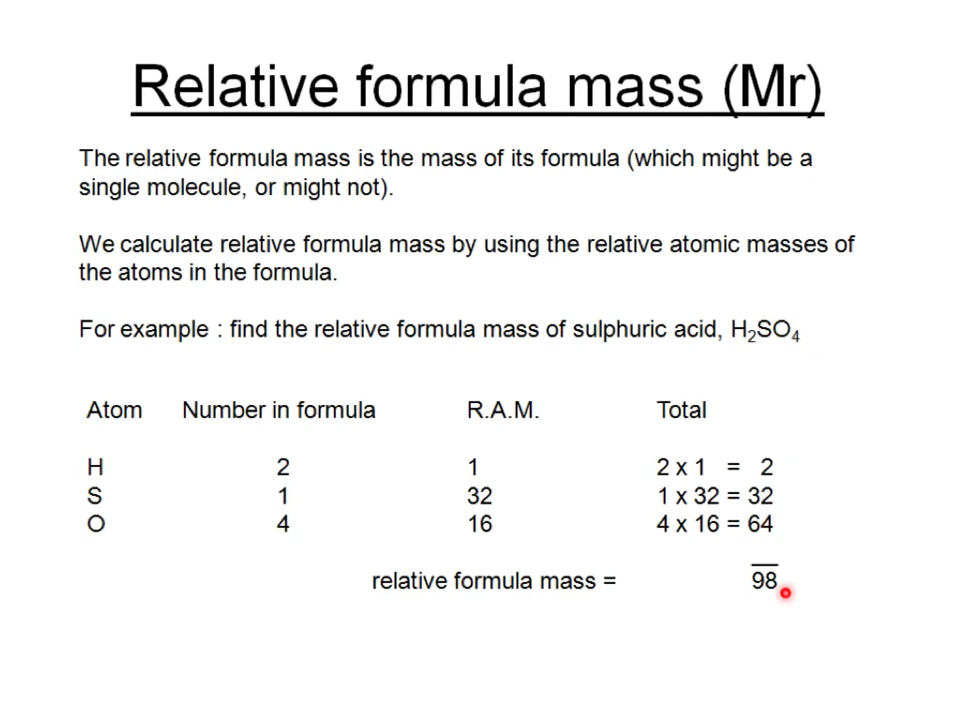 Relative formula mass (Mr)
The relative formula mass is the mass of its formula (which might be a
single molecule, or might not).
We calculate relative formula mass by using the relative atomic masses of
the atoms in the formula.
For example : find the relative formula mass of sulphuric acid, H₂SO₄
Atom Number in formula R.A.M. Total
H 2 1 2 x 1 = 2
S 1 32 1 x 32 = 32
O 4 16 4 x 16 = 64
relative formula mass = 98